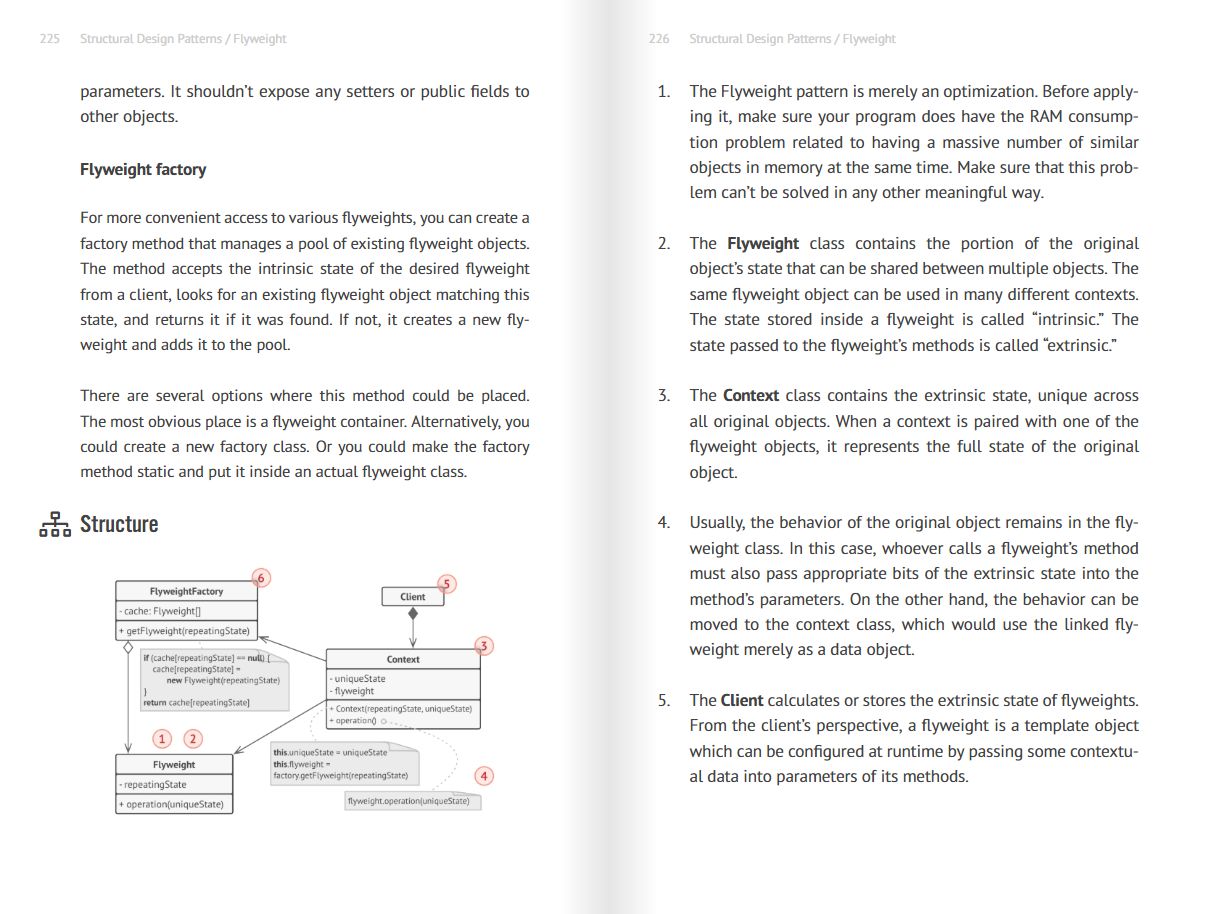 225 Structural Design Patterns / Flyweight
parameters. It shouldn't expose any setters or public fields to
other objects.
Flyweight factory
For more convenient access to various flyweights, you can create a
factory method that manages a pool of existing flyweight objects.
The method accepts the intrinsic state of the desired flyweight
from a client, looks for an existing flyweight object matching this
state, and returns it if it was found. If not, it creates a new fly-
weight and adds it to the pool.
There are several options where this method could be placed.
The most obvious place is a flyweight container. Alternatively, you
could create a new factory class. Or you could make the factory
method static and put it inside an actual flyweight class.
Structure
6
FlyweightFactory
- cache: Flyweight[]
+ getFlyweight(repeatingState)
if (cache[repeatingState] == null) {
cache[repeatingState] =
new Flyweight(repeatingState)
}
return cache[repeatingState]
5
Client
3
Context
- uniqueState
- flyweight
+ Context(repeatingState, uniqueState)
+ operation()
1 2
Flyweight
- repeatingState
+ operation(uniqueState)
this.uniqueState = uniqueState
this.flyweight =
factory.getFlyweight(repeatingState)
4
flyweight.operation(uniqueState)
226 Structural Design Patterns / Flyweight
1. The Flyweight pattern is merely an optimization. Before apply-
ing it, make sure your program does have the RAM consump-
tion problem related to having a massive number of similar
objects in memory at the same time. Make sure that this prob-
lem can't be solved in any other meaningful way.
2. The Flyweight class contains the portion of the original
object's state that can be shared between multiple objects. The
same flyweight object can be used in many different contexts.
The state stored inside a flyweight is called “intrinsic.” The
state passed to the flyweight's methods is called “extrinsic.”
3. The Context class contains the extrinsic state, unique across
all original objects. When a context is paired with one of the
flyweight objects, it represents the full state of the original
object.
4. Usually, the behavior of the original object remains in the fly-
weight class. In this case, whoever calls a flyweight's method
must also pass appropriate bits of the extrinsic state into the
method's parameters. On the other hand, the behavior can be
moved to the context class, which would use the linked fly-
weight merely as a data object.
5. The Client calculates or stores the extrinsic state of flyweights.
From the client's perspective, a flyweight is a template object
which can be configured at runtime by passing some contextu-
al data into parameters of its methods.